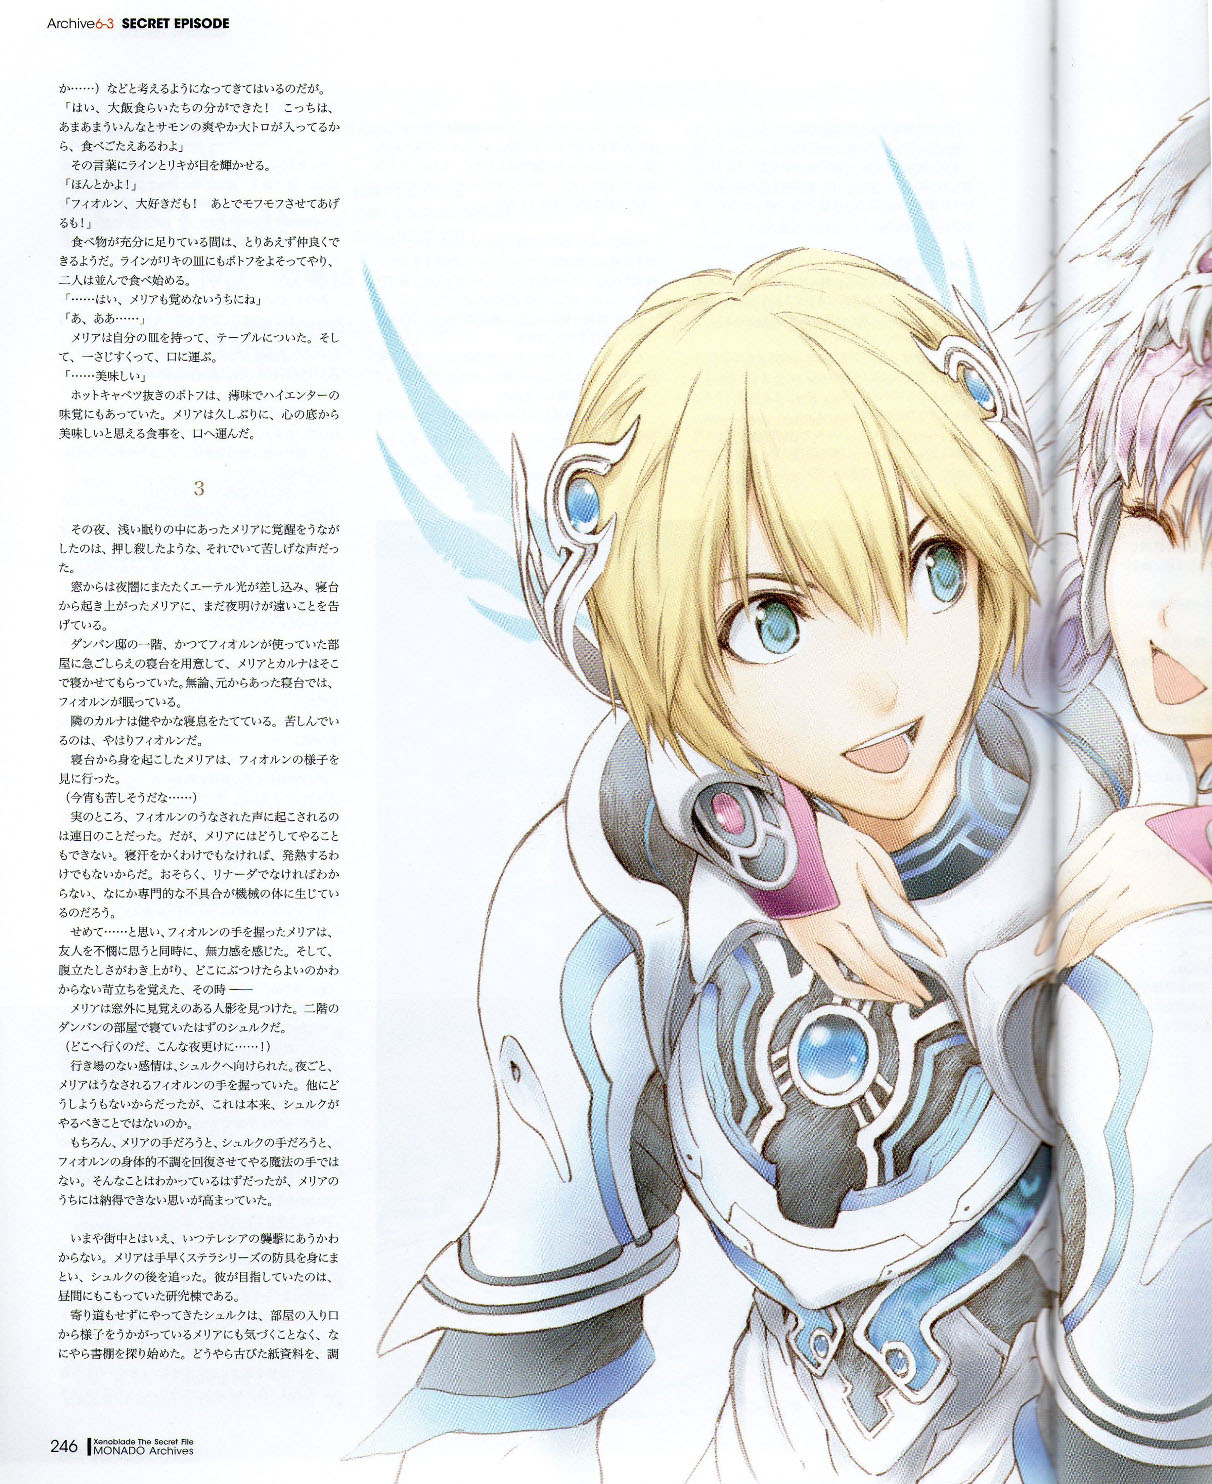 Archive6-3 SECRET EPISODE
か……）などと考えるようになってきてはいるのだが。
「はい、大飯食らいたちの分ができた！　こっちは、
あまあまういんなとサモンの爽やか大トロが入ってるか
ら、食べごたえあるわよ」
　その言葉にラインとリキが目を輝かせる。
「ほんとかよ！」
「フィオルン、大好きだも！　あとでモフモフさせてあげ
るも！」
　食べ物が充分に足りている間は、とりあえず仲良くで
きるようだ。ラインがリキの皿にもポトフをよそってやり、
二人は並んで食べ始める。
「……はい、メリアも覚めないうちにね」
「あ、ああ……」
　メリアは自分の皿を持って、テーブルについた。そし
て、一さじすくって、口に運ぶ。
「……美味しい」
　ホットキャベツ抜きのポトフは、薄味でハイエンターの
味覚にもあっていた。メリアは久しぶりに、心の底から
美味しいと思える食事を、口へ運んだ。
3
　その夜、浅い眠りの中にあったメリアに覚醒をうなが
したのは、押し殺したような、それでいて苦しげな声だっ
た。
　窓からは夜闇にまたたくエーテル光が差し込み、寝台
から起き上がったメリアに、まだ夜明けが遠いことを告
げている。
　ダンバン邸の一階、かつてフィオルンが使っていた部
屋に急ごしらえの寝台を用意して、メリアとカルナはそこ
で寝かせてもらっていた。無論、元からあった寝台では、
フィオルンが眠っている。
　隣のカルナは健やかな寝息をたてている。苦しんでい
るのは、やはりフィオルンだ。
　寝台から身を起こしたメリアは、フィオルンの様子を
見に行った。
（今宵も苦しそうだな……）
　実のところ、フィオルンのうなされた声に起こされるの
は連日のことだった。だが、メリアにはどうしてやること
もできない。寝汗をかくわけでもなければ、発熱するわ
けでもないからだ。おそらく、リナーダでなければわか
らない、なにか専門的な不具合が機械の体に生じてい
るのだろう。
　せめて……と思い、フィオルンの手を握ったメリアは、
友人を不憫に思うと同時に、無力感を感じた。そして、
腹立たしさがわき上がり、どこにぶつけたらよいのかわ
からない苛立ちを覚えた、その時――
　メリアは窓外に見覚えのある人影を見つけた。二階の
ダンバンの部屋で寝ていたはずのシュルクだ。
（どこへ行くのだ、こんな夜更けに……！）
　行き場のない感情は、シュルクへ向けられた。夜ごと、
メリアはうなされるフィオルンの手を握っていた。他にど
うしようもないからだったが、これは本来、シュルクが
やるべきことではないのか。
　もちろん、メリアの手だろうと、シュルクの手だろうと、
フィオルンの身体的不調を回復させてやる魔法の手では
ない。そんなことはわかっているはずだったが、メリアの
うちには納得できない思いが高まっていた。
　いまや街中とはいえ、いつテレシアの襲撃にあうかわ
からない。メリアは手早くステラシリーズの防具を身にま
とい、シュルクの後を追った。彼が目指していたのは、
昼間にもこもっていた研究棟である。
　寄り道もせずにやってきたシュルクは、部屋の入り口
から様子をうかがっているメリアにも気づくことなく、な
にやら書棚を探り始めた。どうやら古びた紙資料を、調
246
Xenoblade The Secret File
MONADO Archives